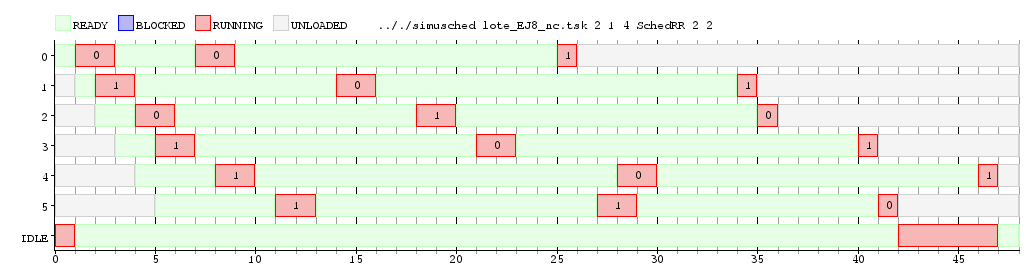 READY BLOCKED RUNNING UNLOADED ../../simusched lote_EJ8_nc.tsk 2 1 4 SchedRR 2 2
0 0 0 1
1 1 0 1
2 0 1 0
3 1 0 1
4 1 0 1
5 1 1 0
IDLE
0 5 10 15 20 25 30 35 40 45